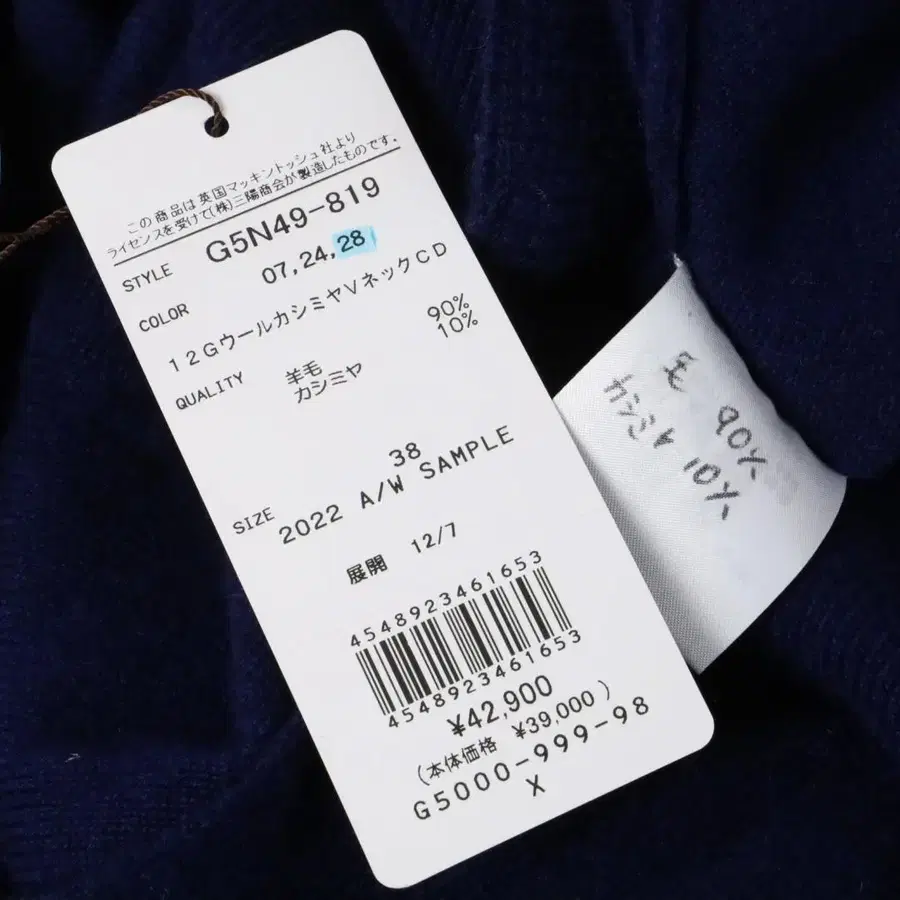 この商品は英国マッキントッシュ社より
ライセンスを受けて(株)三陽商会が製造したものです。
STYLE G5N49-819
COLOR 07,24,28
12GウールカシミヤVネックCD
QUALITY 羊毛 90%
カシミヤ 10%
SIZE 38
2022 A/W SAMPLE
展開 12/7
4548923461653
4548923461653
¥42,900
(本体価格 ¥39,000)
G5000-999-98
X
毛 90%
カシミヤ 10%